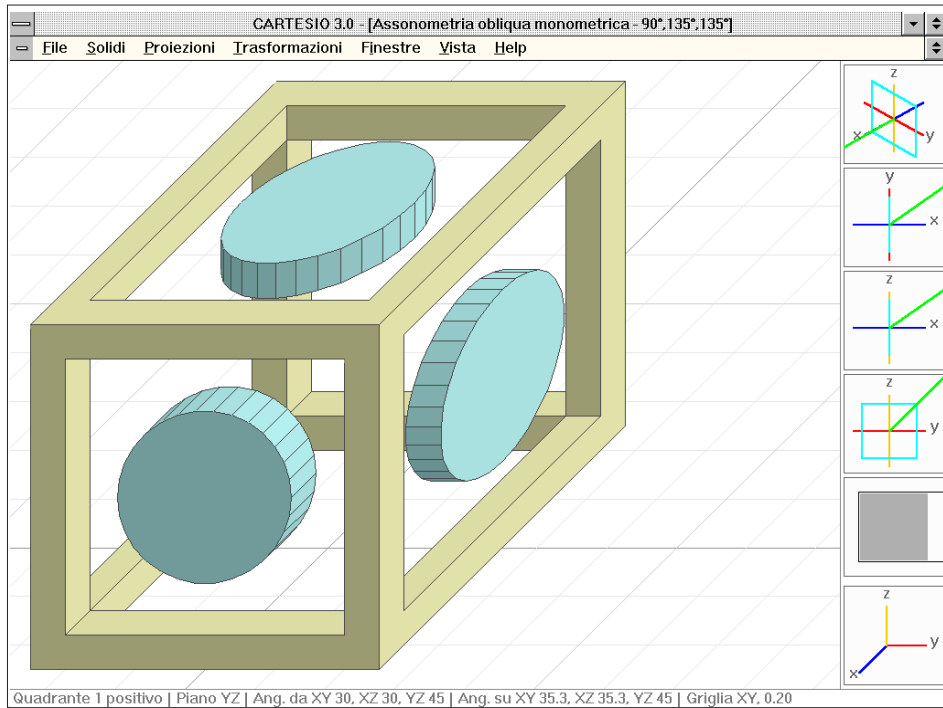 CARTESIO 3.0 - [Assonometria obliqua monometrica - 90°,135°,135°]
File Solidi Proiezioni Trasformazioni Finestre Vista Help
z
x y
y
x
z
x
z
y
z
y
x
Quadrante 1 positivo | Piano YZ | Ang. da XY 30, XZ 30, YZ 45 | Ang. su XY 35.3, XZ 35.3, YZ 45 | Griglia XY, 0.20